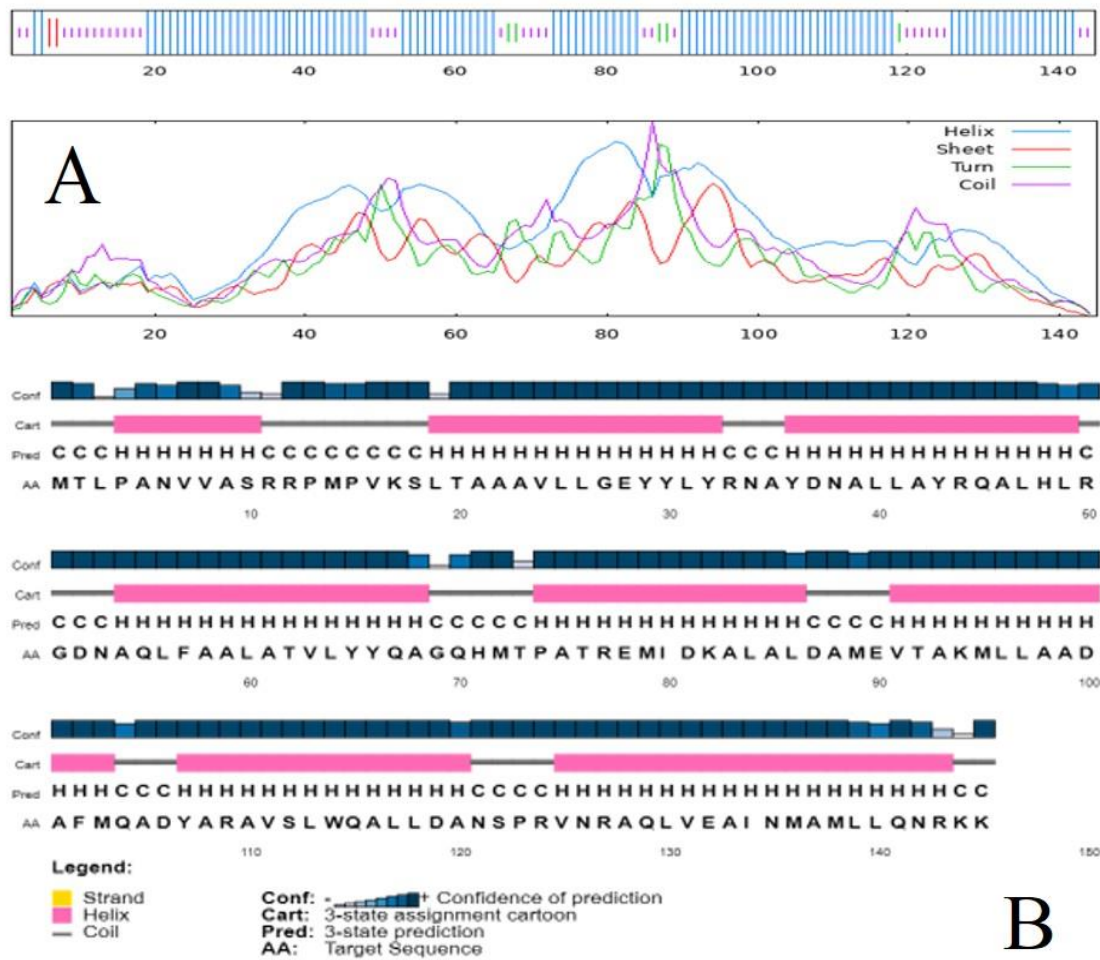 20 40 60 80 100 120 140
A
Helix
Sheet
Turn
Coil
20 40 60 80 100 120 140
Conf
Cart
Pred C C C H H H H H H H C C C C C C C C H H H H H H H H H H H H H H C C C H H H H H H H H H H H H H H C
AA M T L P A N V V A S R R P M P V K S L T A A A V L L G E Y Y L Y R N A Y D N A L L A Y R Q A L H L R
10 20 30 40 50
Conf
Cart
Pred C C C H H H H H H H H H H H H H H H C C C C C H H H H H H H H H H H H H C C C C H H H H H H H H H H
AA G D N A Q L F A A L A T V L Y Y Q A G Q H M T P A T R E M I D K A L A L D A M E V T A K M L L A A D
60 70 80 90 100
Conf
Cart
Pred H H H C C C H H H H H H H H H H H H H H C C C C H H H H H H H H H H H H H H H H H H H C C
AA A F M Q A D Y A R A V S L W Q A L L D A N S P R V N R A Q L V E A I N M A M L L Q N R K K
110 120 130 140 150
Legend:
Strand
Helix
Coil
Conf: - + Confidence of prediction
Cart: 3-state assignment cartoon
Pred: 3-state prediction
AA: Target Sequence
B